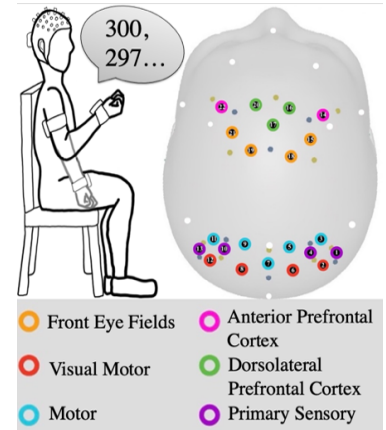 300,
297...
Front Eye Fields
Visual Motor
Motor
Anterior Prefrontal
Cortex
Dorsolateral
Prefrontal Cortex
Primary Sensory